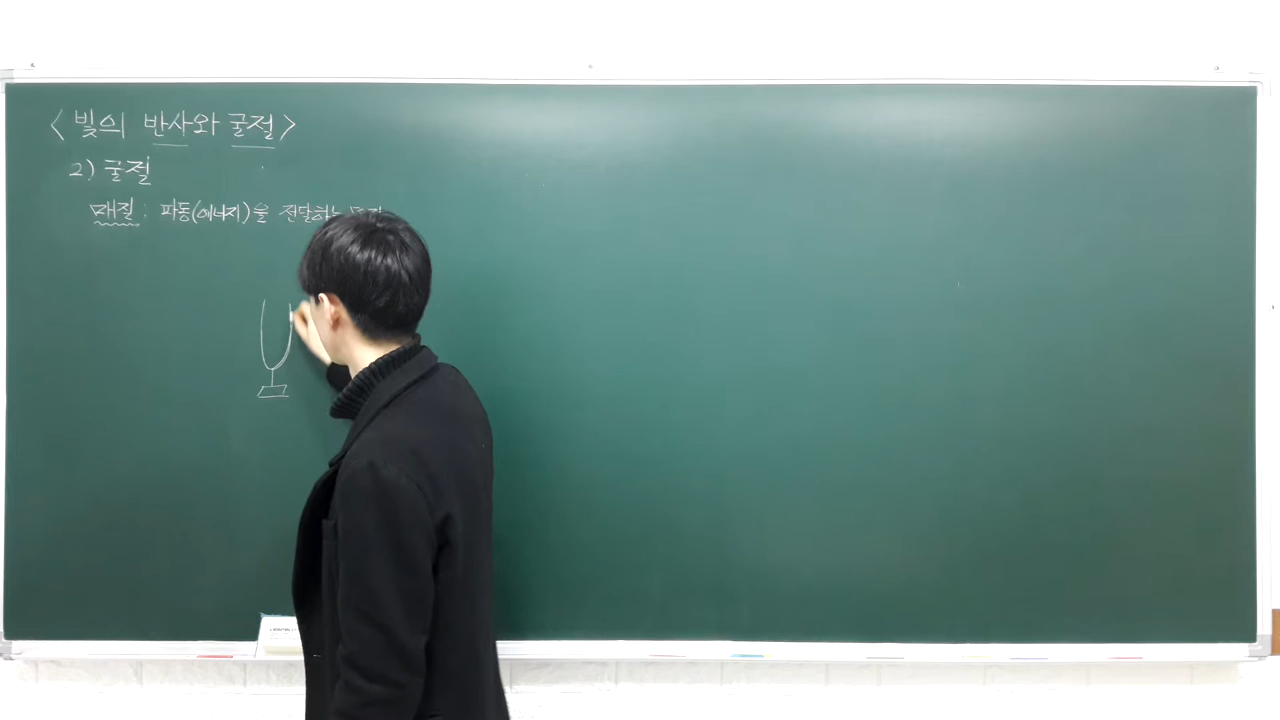 <빛의 반사와 굴절>
2) 굴절
매질 : 파동(에너지)을 전달하는